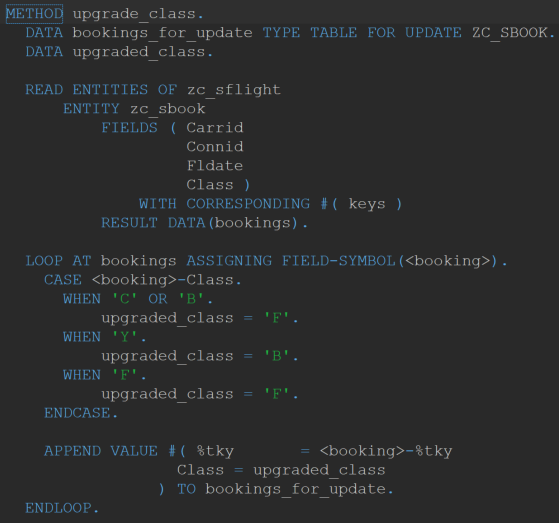 METHOD upgrade_class.
  DATA bookings_for_update TYPE TABLE FOR UPDATE ZC_SBOOK.
  DATA upgraded_class.

  READ ENTITIES OF zc_sflight
      ENTITY zc_sbook
          FIELDS ( Carrid
                   Connid
                   Fldate
                   Class )
              WITH CORRESPONDING #( keys )
          RESULT DATA(bookings).

  LOOP AT bookings ASSIGNING FIELD-SYMBOL(<booking>).
    CASE <booking>-Class.
      WHEN 'C' OR 'B'.
          upgraded_class = 'F'.
      WHEN 'Y'.
          upgraded_class = 'B'.
      WHEN 'F'.
          upgraded_class = 'F'.
    ENDCASE.

    APPEND VALUE #( %tky       = <booking>-%tky
                  Class = upgraded_class
                ) TO bookings_for_update.
  ENDLOOP.